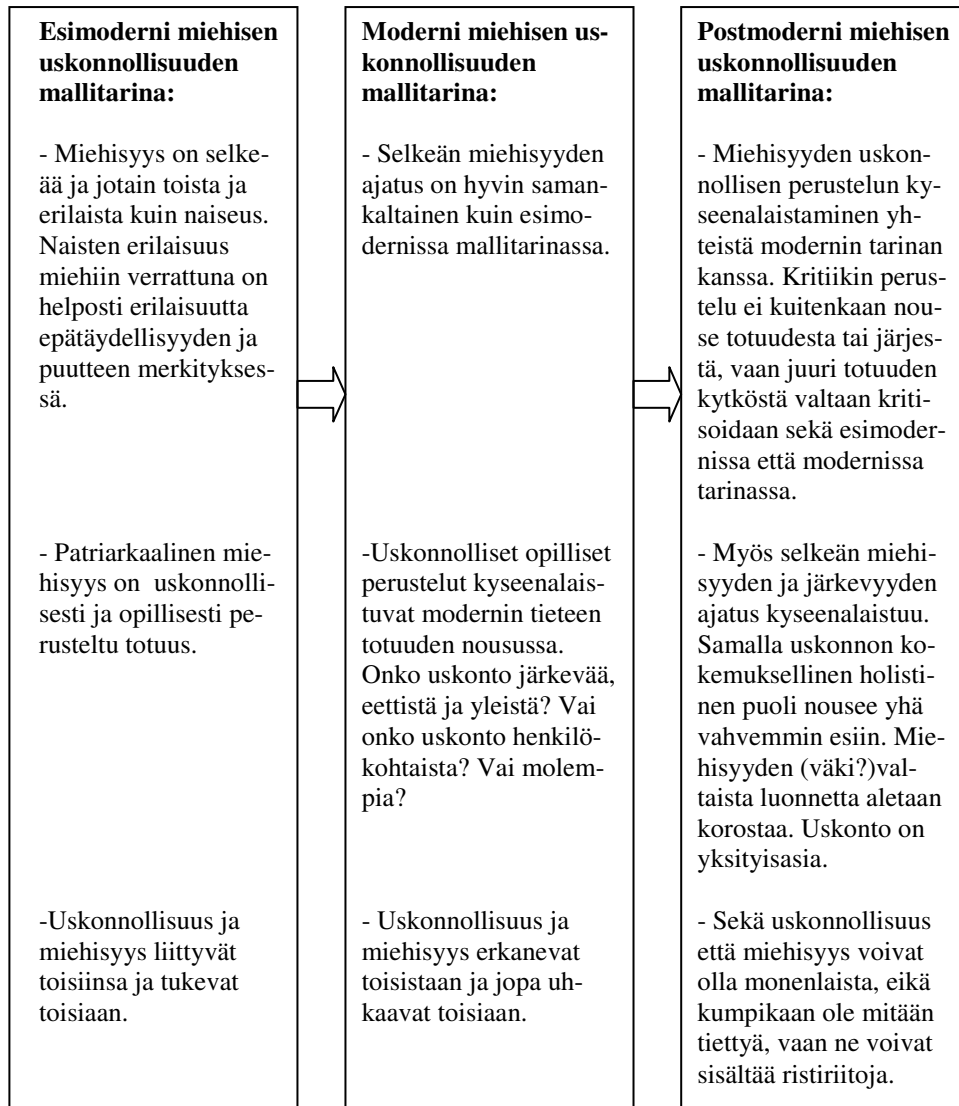 Esimoderni miehisen
uskonnollisuuden
mallitarina:
- Miehisyys on selke-
ää ja jotain toista ja
erilaista kuin naiseus.
Naisten erilaisuus
miehiin verrattuna on
helposti erilaisuutta
epätäydellisyyden ja
puutteen merkitykses-
sä.
- Patriarkaalinen mie-
hisyys on uskonnolli-
sesti ja opillisesti pe-
rusteltu totuus.
-Uskonnollisuus ja
miehisyys liittyvät
toisiinsa ja tukevat
toisiaan.
Moderni miehisen us-
konnollisuuden
mallitarina:
- Selkeän miehisyyden
ajatus on hyvin saman-
kaltainen kuin esimo-
dernissa mallitarinassa.
-Uskonnolliset opilliset
perustelut kyseenalais-
tuvat modernin tieteen
totuuden nousussa.
Onko uskonto järkevää,
eettistä ja yleistä? Vai
onko uskonto henkilö-
kohtaista? Vai molem-
pia?
- Uskonnollisuus ja
miehisyys erkanevat
toisistaan ja jopa uh-
kaavat toisiaan.
Postmoderni miehisen
uskonnollisuuden
mallitarina:
- Miehisyyden uskon-
nollisen perustelun ky-
seenalaistaminen yh-
teistä modernin tarinan
kanssa. Kritiikin perus-
telu ei kuitenkaan nou-
se totuudesta tai järjes-
tä, vaan juuri totuuden
kytköstä valtaan kriti-
soidaan sekä esimoder-
nissa että modernissa
tarinassa.
- Myös selkeän miehi-
syyden ja järkevyyden
ajatus kyseenalaistuu.
Samalla uskonnon ko-
kemuksellinen holisti-
nen puoli nousee yhä
vahvemmin esiin. Mie-
hisyyden (väki?)val-
taista luonnetta aletaan
korostaa. Uskonto on
yksityisasia.
- Sekä uskonnollisuus
että miehisyys voivat
olla monenlaista, eikä
kumpikaan ole mitään
tiettyä, vaan ne voivat
sisältää ristiriitoja.